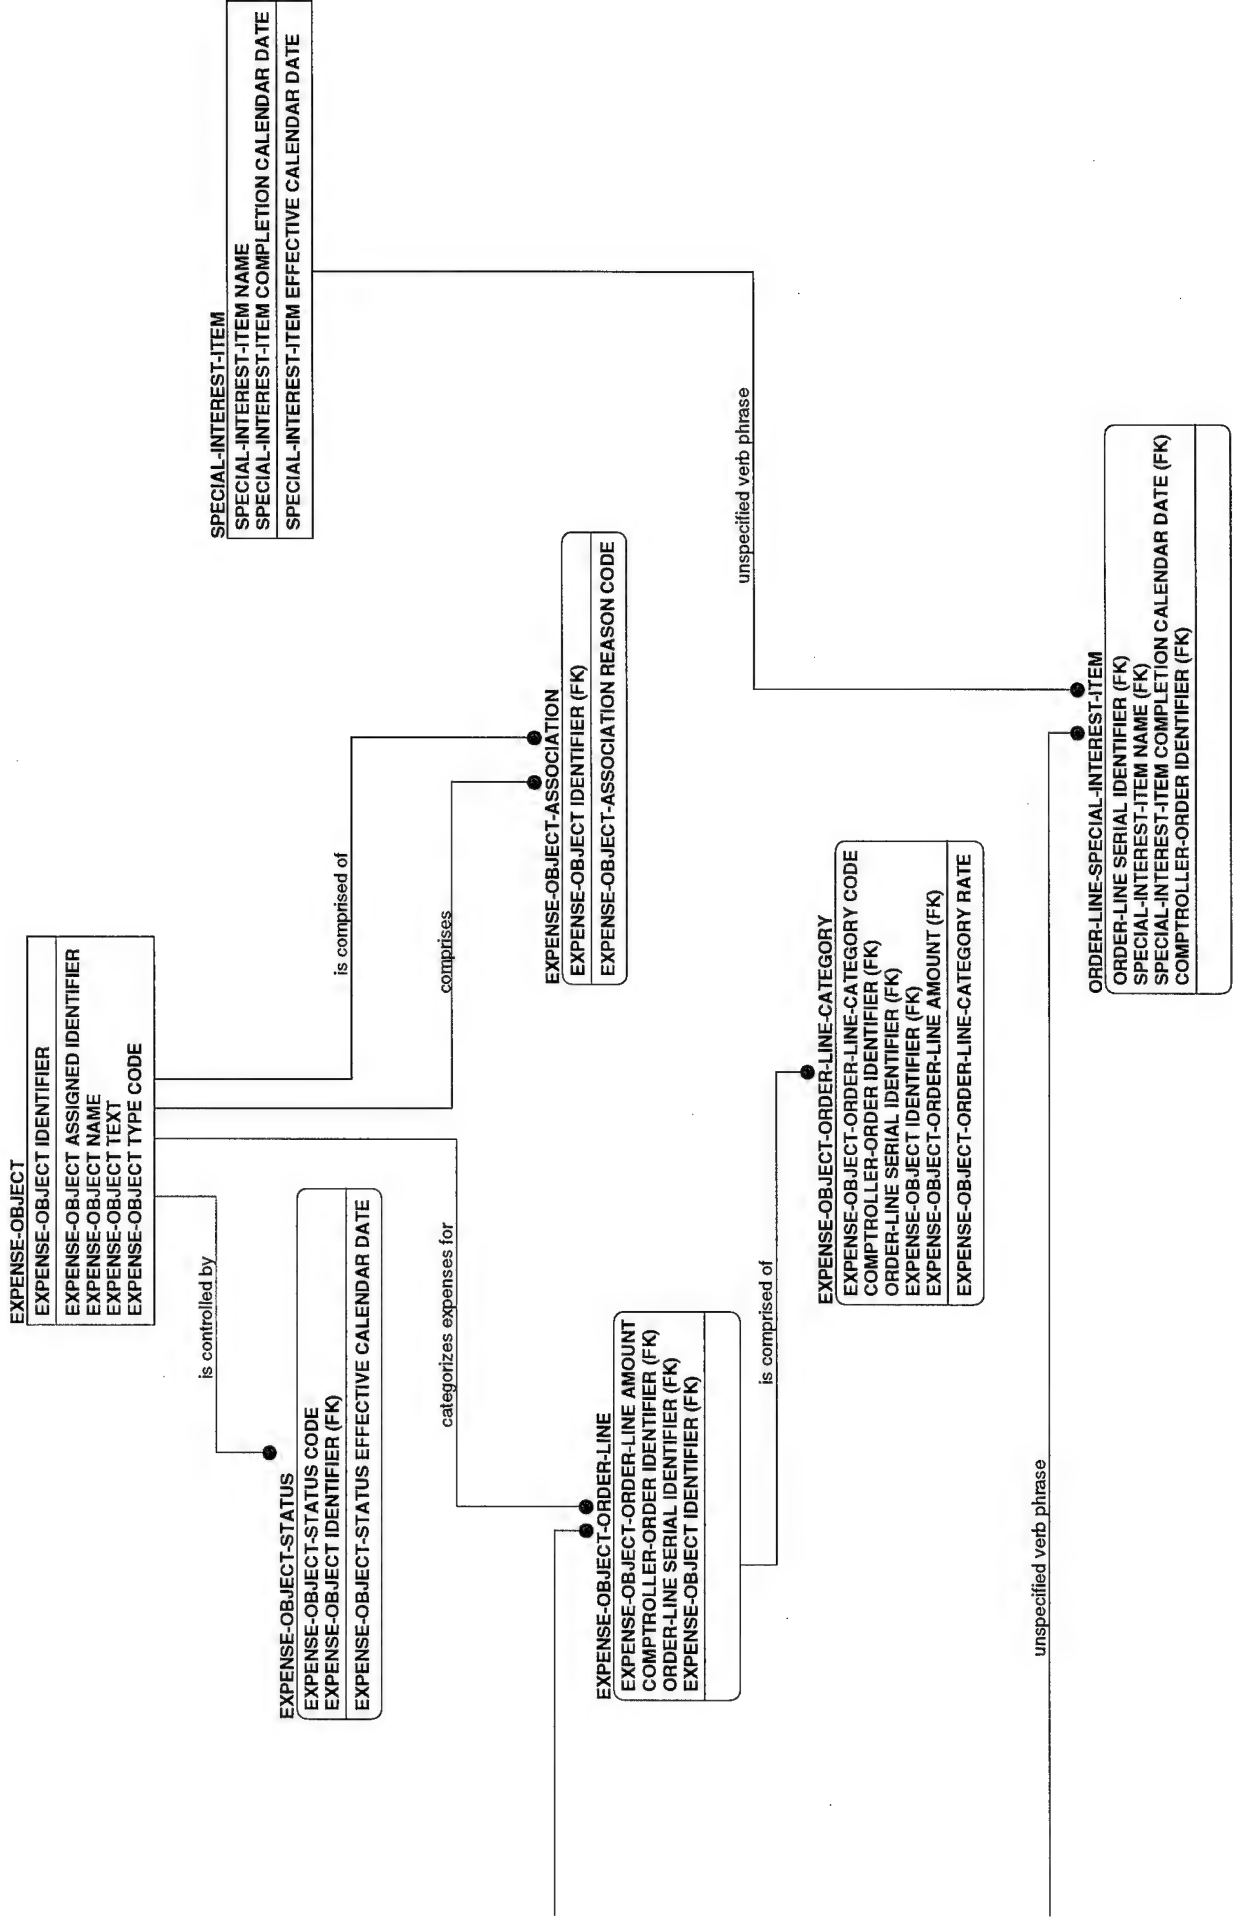 EXPENSE-OBJECT
EXPENSE-OBJECT IDENTIFIER
EXPENSE-OBJECT ASSIGNED IDENTIFIER
EXPENSE-OBJECT NAME
EXPENSE-OBJECT TEXT
EXPENSE-OBJECT TYPE CODE
is controlled by
is comprised of
comprises
categorizes expenses for
SPECIAL-INTEREST-ITEM
SPECIAL-INTEREST-ITEM NAME
SPECIAL-INTEREST-ITEM COMPLETION CALENDAR DATE
SPECIAL-INTEREST-ITEM EFFECTIVE CALENDAR DATE
EXPENSE-OBJECT-STATUS
EXPENSE-OBJECT-STATUS CODE
EXPENSE-OBJECT IDENTIFIER (FK)
EXPENSE-OBJECT-STATUS EFFECTIVE CALENDAR DATE
EXPENSE-OBJECT-ASSOCIATION
EXPENSE-OBJECT IDENTIFIER (FK)
EXPENSE-OBJECT-ASSOCIATION REASON CODE
EXPENSE-OBJECT-ORDER-LINE
EXPENSE-OBJECT-ORDER-LINE AMOUNT
COMPTROLLER-ORDER IDENTIFIER (FK)
ORDER-LINE SERIAL IDENTIFIER (FK)
EXPENSE-OBJECT IDENTIFIER (FK)
is comprised of
unspecified verb phrase
EXPENSE-OBJECT-ORDER-LINE-CATEGORY
EXPENSE-OBJECT-ORDER-LINE-CATEGORY CODE
COMPTROLLER-ORDER IDENTIFIER (FK)
ORDER-LINE SERIAL IDENTIFIER (FK)
EXPENSE-OBJECT IDENTIFIER (FK)
EXPENSE-OBJECT-ORDER-LINE AMOUNT (FK)
EXPENSE-OBJECT-ORDER-LINE-CATEGORY RATE
unspecified verb phrase
ORDER-LINE-SPECIAL-INTEREST-ITEM
ORDER-LINE SERIAL IDENTIFIER (FK)
SPECIAL-INTEREST-ITEM NAME (FK)
SPECIAL-INTEREST-ITEM COMPLETION CALENDAR DATE (FK)
COMPTROLLER-ORDER IDENTIFIER (FK)